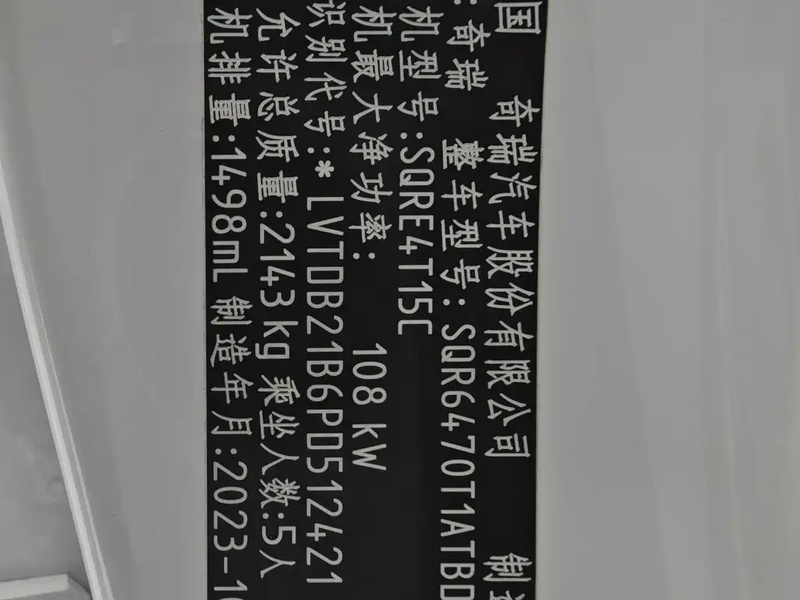 国 奇瑞汽车股份有限公司 制造
: 奇瑞 整车型号:SQR6470T1ATBD
机型号:SQRE4T15C
机最大净功率: 108 kW
识别代号:* LVTDB21B6PD512421
允许总质量:2143kg 乘坐人数:5人
机排量:1498mL 制造年月:2023-1